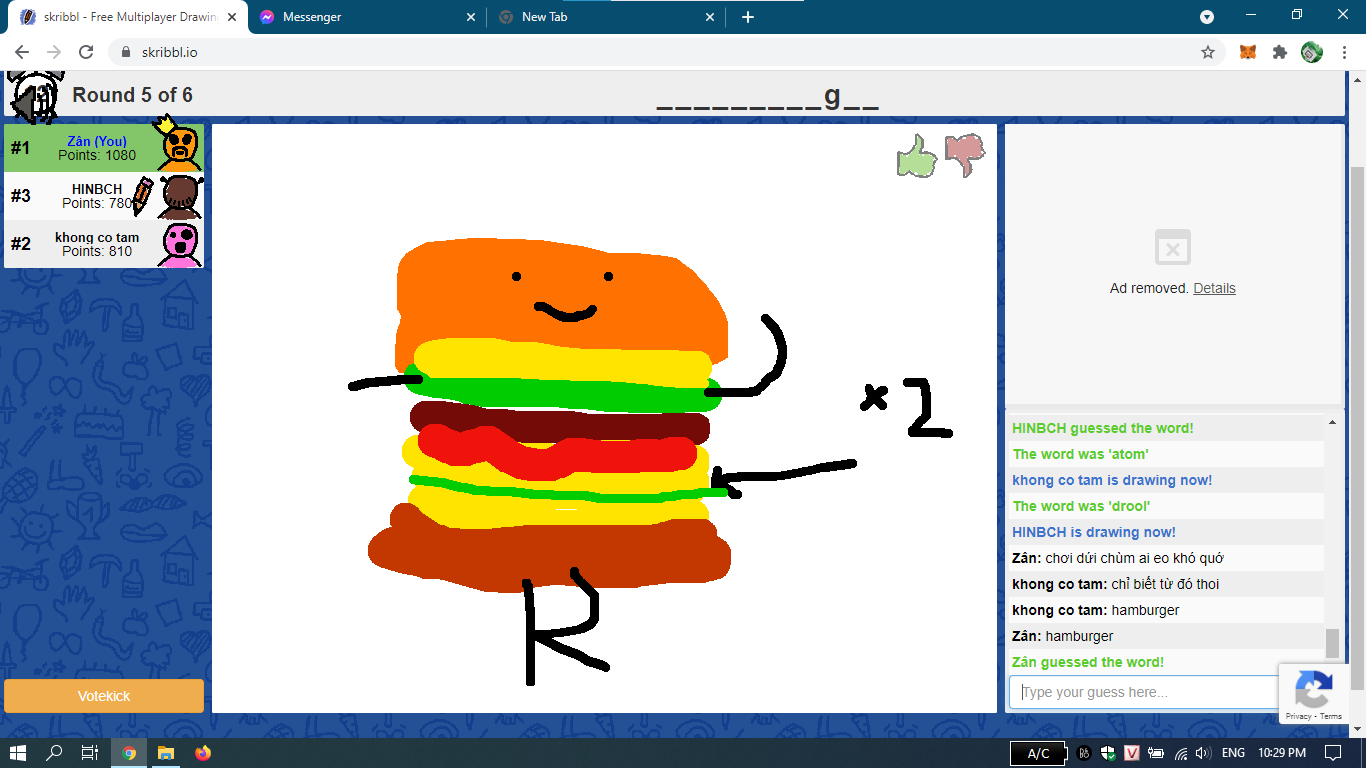 skribbl - Free Multiplayer Drawin
Messenger
New Tab
skribbl.io
Round 5 of 6
_________g__
#1
Zân (You)
Points: 1080
#3
HINBCH
Points: 780
#2
khong co tam
Points: 810
x2
R
Ad removed. Details
HINBCH guessed the word!
The word was 'atom'
khong co tam is drawing now!
The word was 'drool'
HINBCH is drawing now!
Zân: chơi dứi chùm ai eo khó quớ
khong co tam: chỉ biết từ đó thoi
khong co tam: hamburger
Zân: hamburger
Zân guessed the word!
Type your guess here...
Privacy - Terms
Votekick
A/C
V
ENG
10:29 PM